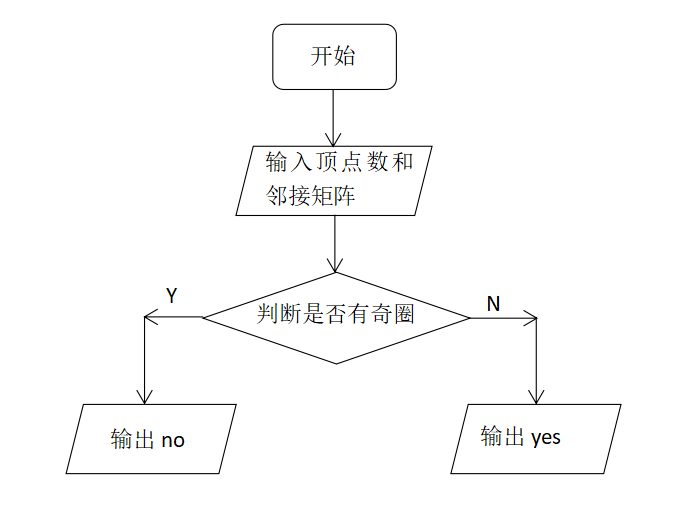 开始
输入顶点数和
邻接矩阵
Y
判断是否有奇圈
N
输出 no
输出 yes